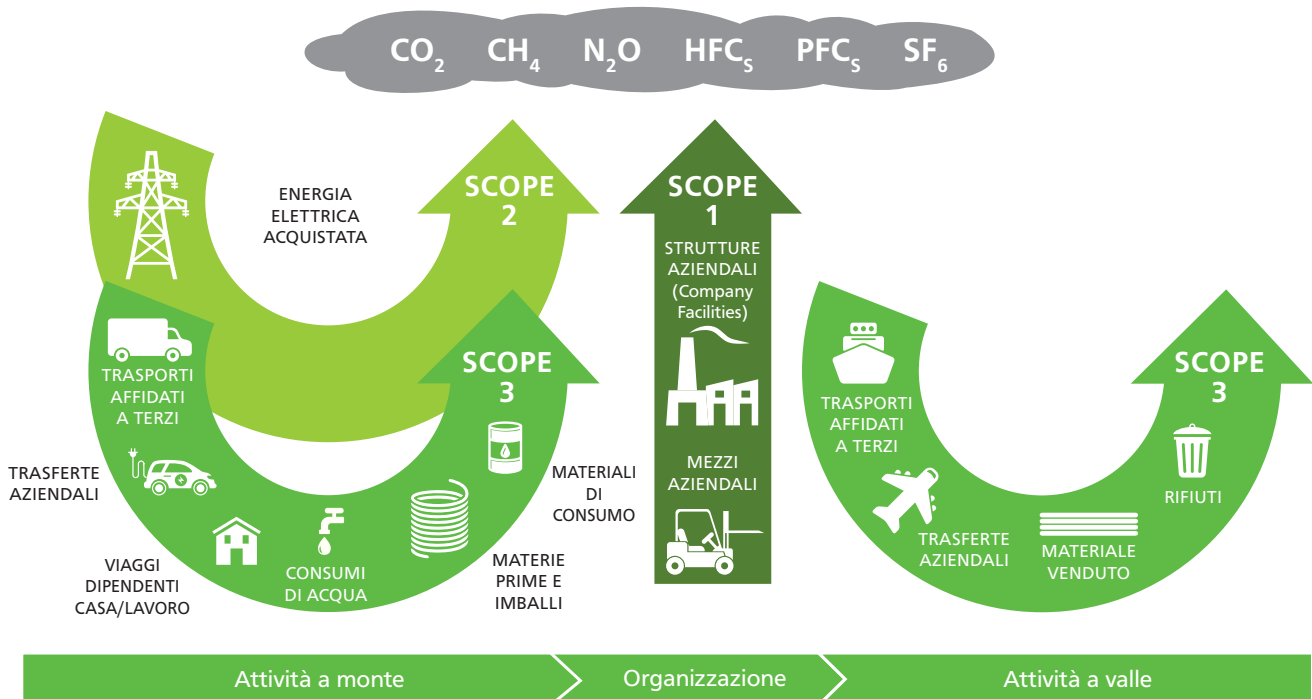 CO2 CH4 N2O HFCS PFCS SF6
ENERGIA
ELETTRICA
ACQUISTATA
SCOPE
2
SCOPE
1
STRUTTURE
AZIENDALI
(Company
Facilities)
MEZZI
AZIENDALI
TRASPORTI
AFFIDATI
A TERZI
SCOPE
3
TRASFERTE
AZIENDALI
VIAGGI
DIPENDENTI
CASA/LAVORO
CONSUMI
DI ACQUA
MATERIE
PRIME E
IMBALLI
MATERIALI
DI
CONSUMO
TRASPORTI
AFFIDATI
A TERZI
TRASFERTE
AZIENDALI
MATERIALE
VENDUTO
RIFIUTI
SCOPE
3
Attività a monte
Organizzazione
Attività a valle